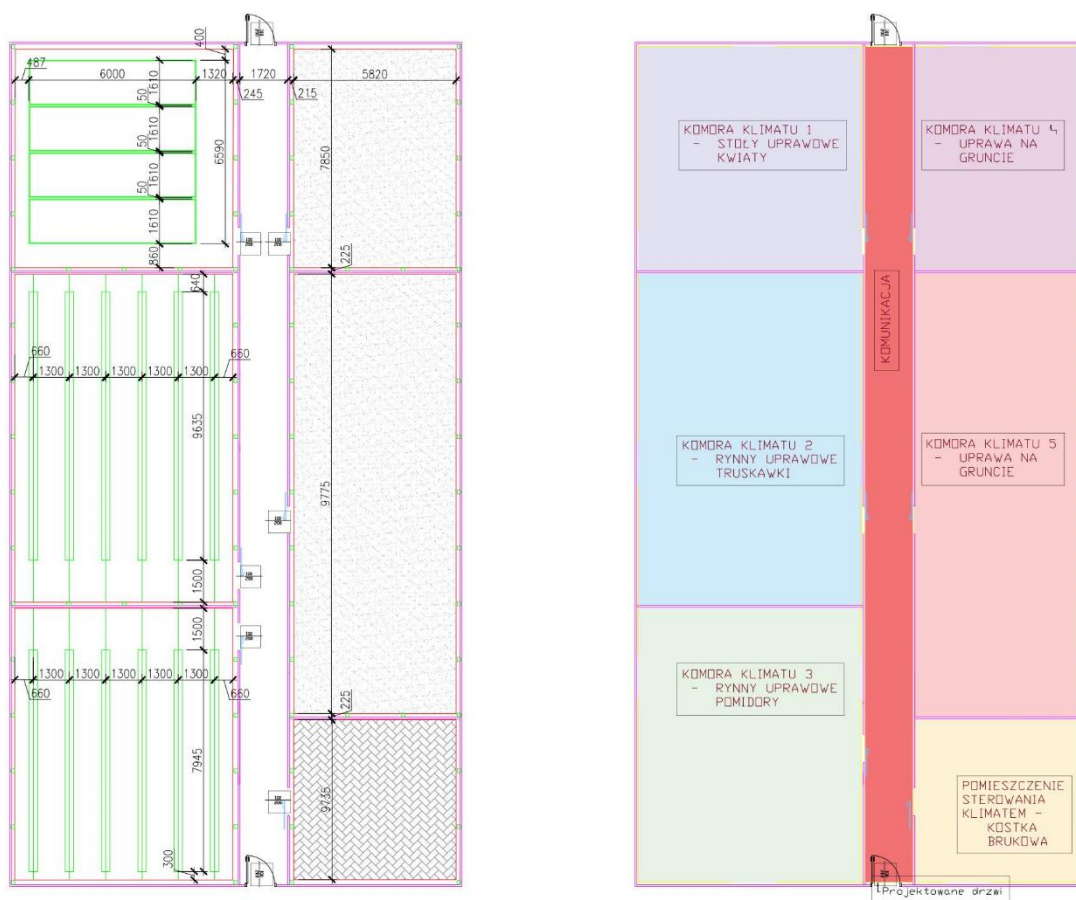 400
487
6000
1320
1720
5820
245
215
1610
50
1610
50
1610
50
1610
6590
860
7850
225
640
660
1300
1300
1300
1300
1300
660
9635
9775
1500
1500
660
1300
1300
1300
1300
1300
660
225
7945
9735
300
KOMORA KLIMATU 1
- STOŁY UPRAWOWE
KWIATY
KOMORA KLIMATU 4
- UPRAWA NA
GRUNCIE
KOMUNIKACJA
KOMORA KLIMATU 2
- RYNNY UPRAWOWE
TRUSKAWKI
KOMORA KLIMATU 5
- UPRAWA NA
GRUNCIE
KOMORA KLIMATU 3
- RYNNY UPRAWOWE
POMIDORY
POMIESZCZENIE
STEROWANIA
KLIMATEM -
KOSTKA
BRUKOWA
Projektowane drzwi